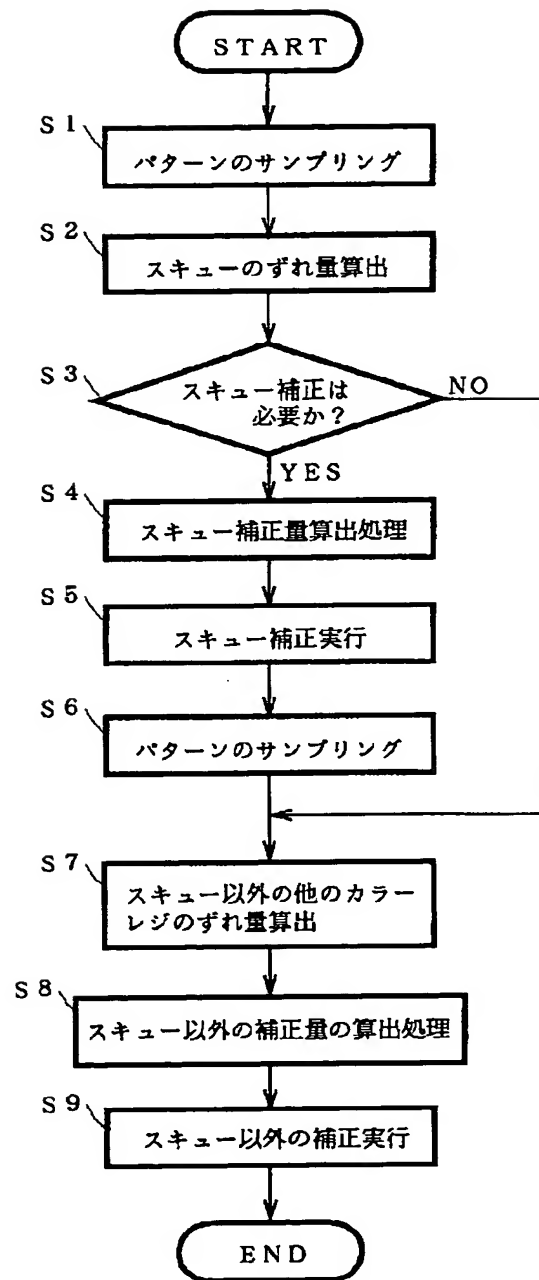 START
S1
パターンのサンプリング
S2
スキューのずれ量算出
S3
スキュー補正は
必要か?
NO
YES
S4
スキュー補正量算出処理
S5
スキュー補正実行
S6
パターンのサンプリング
S7
スキュー以外の他のカラー
レジのずれ量算出
S8
スキュー以外の補正量の算出処理
S9
スキュー以外の補正実行
END